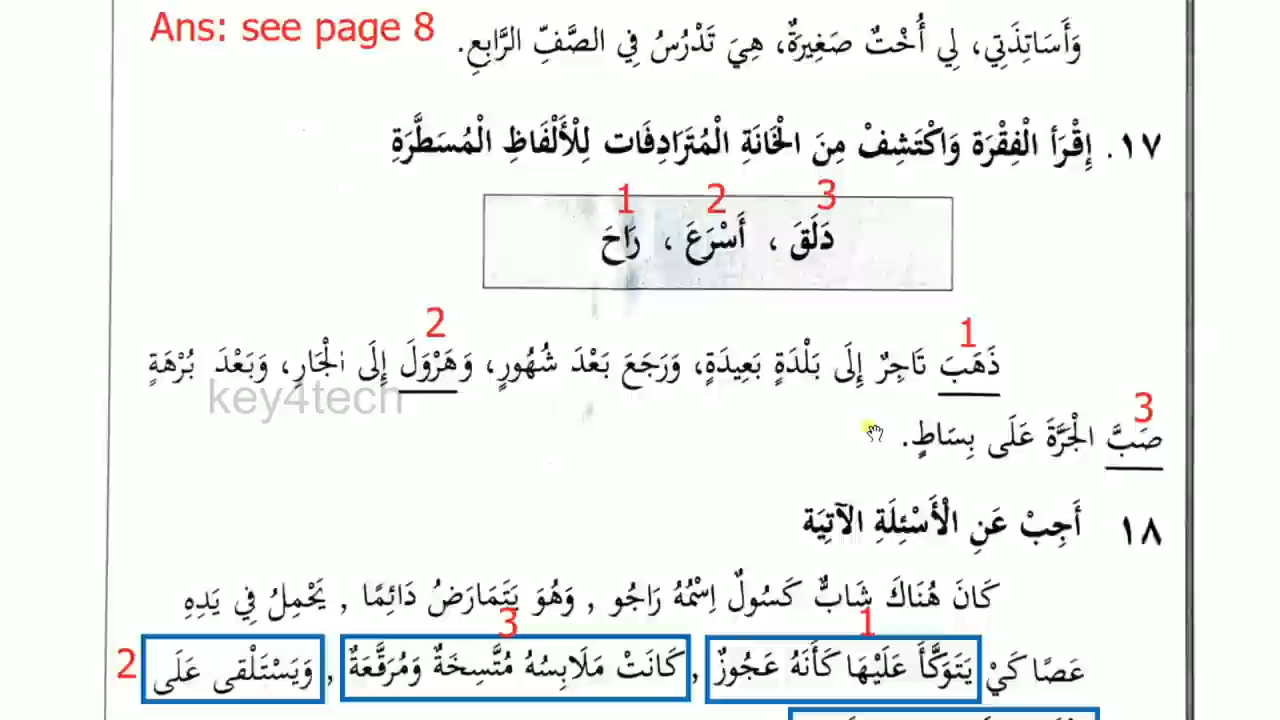 Ans: see page 8
وَأَسَاتِذَتِي، لِي أُخْتٌ صَغِيرَةٌ، هِيَ تَدْرُسُ فِي الصَّفِّ الرَّابِعِ.
١٧. إِقْرَأ الْفِقْرَة وَاكْتَشِفْ مِنَ الْخَانَةِ الْمُتَرَادِفَات لِلْأَلْفَاظِ الْمُسَطَّرَةِ
3 2 1
دَلَقَ ، أَسْرَعَ ، رَاحَ
1 2
ذَهَبَ تَاجِرٌ إِلَى بَلْدَةٍ بَعِيدَةٍ، وَرَجَعَ بَعْدَ شُهُورٍ، وَهَرْوَلَ إِلَى الْجَارِ، وَبَعْدَ بُرْهَةٍ
key4tech
3
صَبَّ الْجَرَّةَ عَلَى بِسَاطٍ.
١٨ أَجِبْ عَنِ الْأَسْئِلَةِ الآتِيَة
كَانَ هُنَاكَ شَابٌّ كَسُولٌ اِسْمُهُ رَاجُو , وَهُوَ يَتَمَارَضُ دَائِمًا , يَحْمِلُ فِي يَدِهِ
1 3
عَصًا كَيْ يَتَوَكَّأَ عَلَيْهَا كَأَنَهُ عَجُوزٌ , كَانَتْ مَلَابِسُهُ مُتَّسِخَةٌ وَمُرَقَّعَةٌ , وَيَسْتَلْقى عَلَى 2